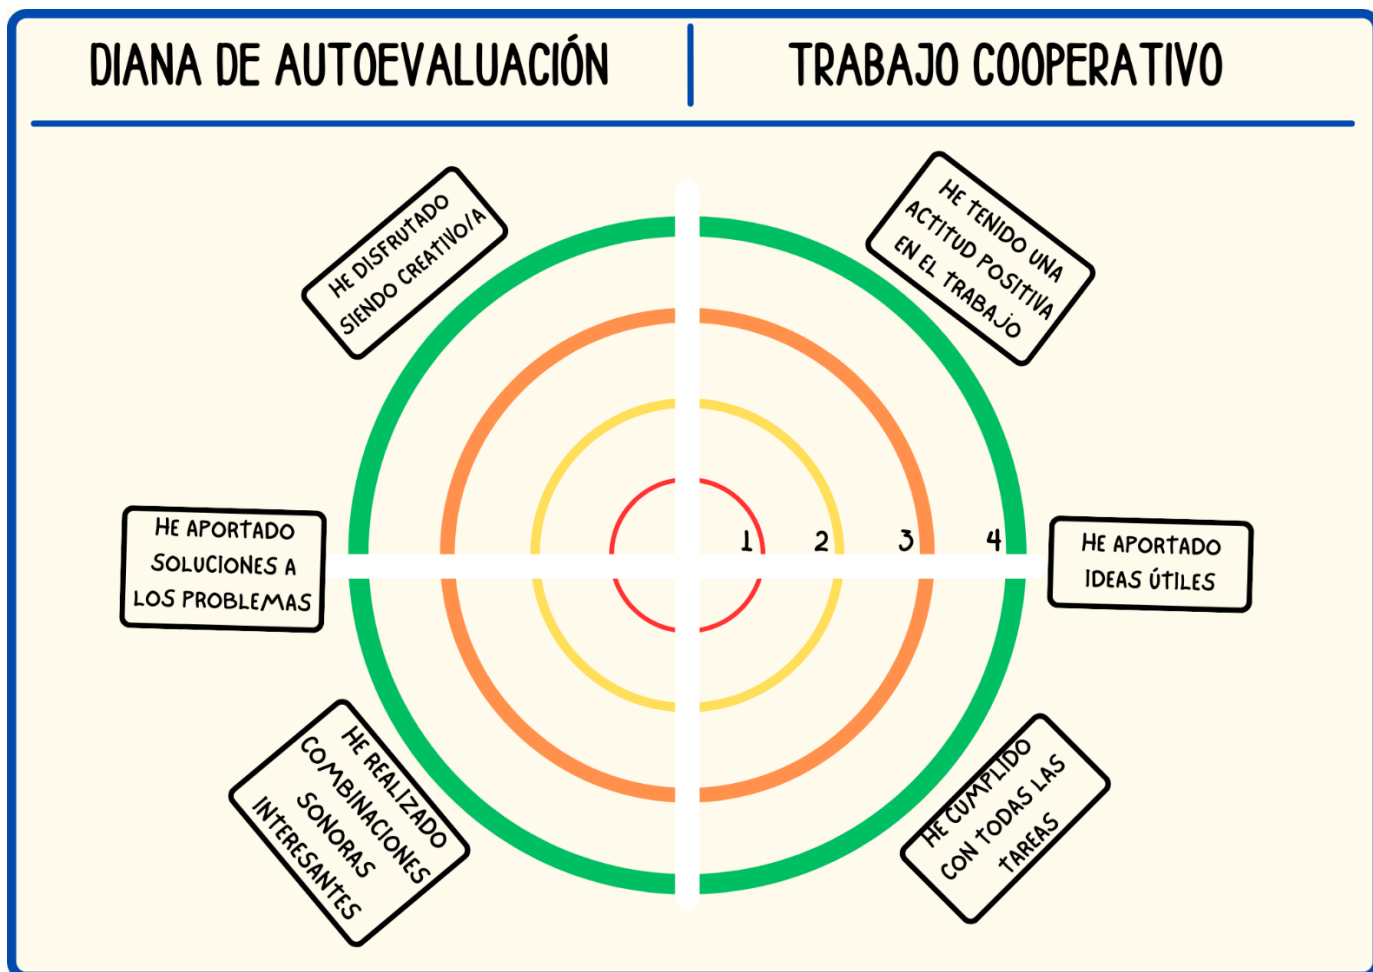 DIANA DE AUTOEVALUACIÓN
TRABAJO COOPERATIVO
HE DISFRUTADO
SIENDO CREATIVO/A
HE TENIDO UNA
ACTITUD POSITIVA
EN EL TRABAJO
HE APORTADO
SOLUCIONES A
LOS PROBLEMAS
1 2 3 4
HE APORTADO
IDEAS ÚTILES
HE REALIZADO
COMBINACIONES
SONORAS
INTERESANTES
HE CUMPLIDO
CON TODAS LAS
TAREAS